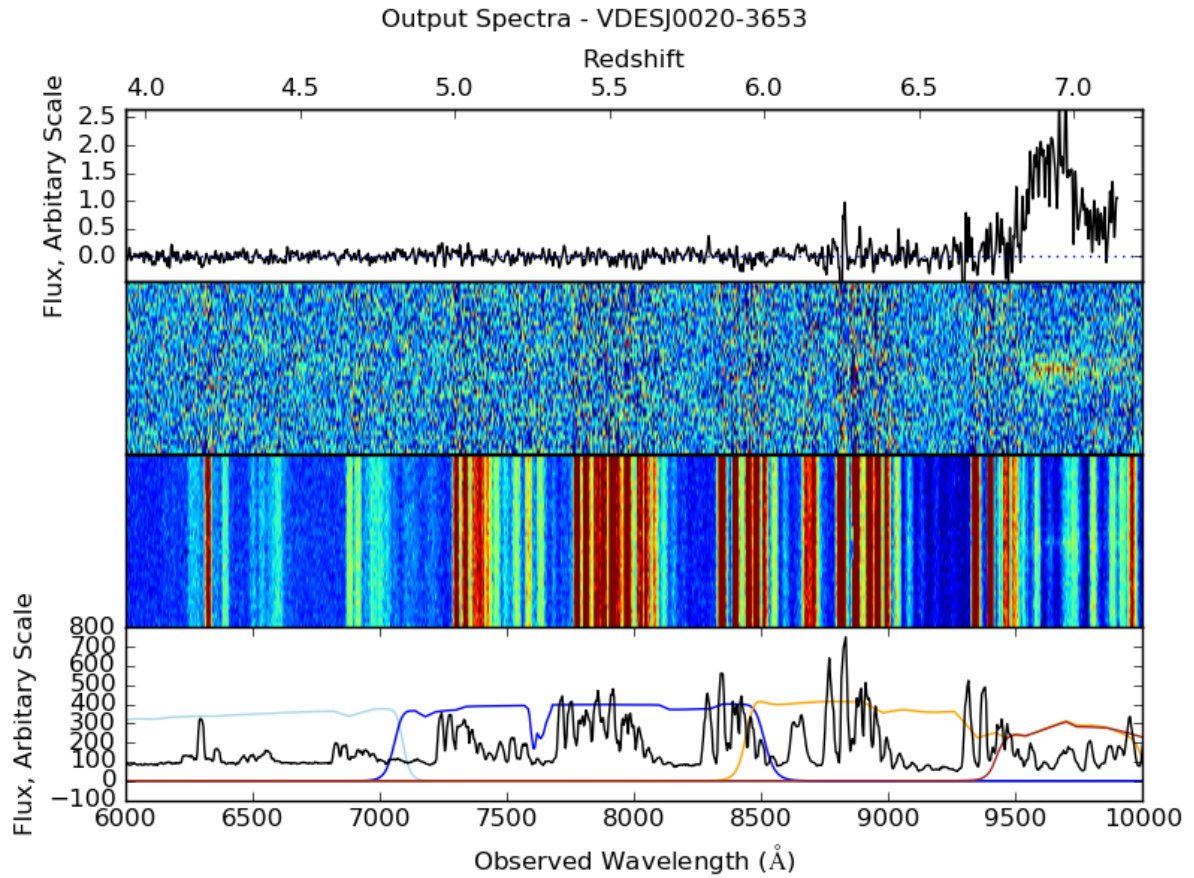 Output Spectra - VDESJ0020-3653
Redshift
4.0 4.5 5.0 5.5 6.0 6.5 7.0
Flux, Arbitary Scale
2.5
2.0
1.5
1.0
0.5
0.0
Flux, Arbitary Scale
800
700
600
500
400
300
200
100
0
−100
6000 6500 7000 7500 8000 8500 9000 9500 10000
Observed Wavelength (Å)